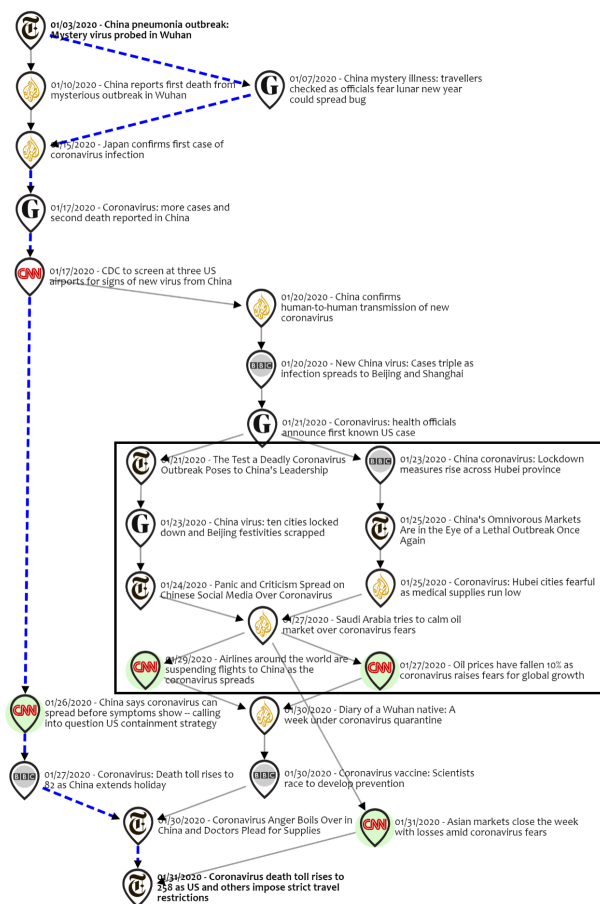 01/03/2020 - China pneumonia outbreak:
Mystery virus probed in Wuhan
01/10/2020 - China reports first death from
mysterious outbreak in Wuhan
G
01/07/2020 - China mystery illness: travellers
checked as officials fear lunar new year
could spread bug
01/15/2020 - Japan confirms first case of
coronavirus infection
G
01/17/2020 - Coronavirus: more cases and
second death reported in China
CNN
01/17/2020 - CDC to screen at three US
airports for signs of new virus from China
01/20/2020 - China confirms
human-to-human transmission of new
coronavirus
BBC
01/20/2020 - New China virus: Cases triple as
infection spreads to Beijing and Shanghai
G
01/21/2020 - Coronavirus: health officials
announce first known US case
01/21/2020 - The Test a Deadly Coronavirus
Outbreak Poses to China's Leadership
BBC
01/23/2020 - China coronavirus: Lockdown
measures rise across Hubei province
G
01/23/2020 - China virus: ten cities locked
down and Beijing festivities scrapped
01/25/2020 - China's Omnivorous Markets
Are in the Eye of a Lethal Outbreak Once
Again
01/24/2020 - Panic and Criticism Spread on
Chinese Social Media Over Coronavirus
01/25/2020 - Coronavirus: Hubei cities fearful
as medical supplies run low
01/27/2020 - Saudi Arabia tries to calm oil
market over coronavirus fears
CNN
01/29/2020 - Airlines around the world are
suspending flights to China as the
coronavirus spreads
CNN
01/27/2020 - Oil prices have fallen 10% as
coronavirus raises fears for global growth
CNN
01/26/2020 - China says coronavirus can
spread before symptoms show -- calling
into question US containment strategy
01/30/2020 - Diary of a Wuhan native: A
week under coronavirus quarantine
BBC
01/27/2020 - Coronavirus: Death toll rises to
82 as China extends holiday
BBC
01/30/2020 - Coronavirus vaccine: Scientists
race to develop prevention
01/30/2020 - Coronavirus Anger Boils Over in
China and Doctors Plead for Supplies
CNN
01/31/2020 - Asian markets close the week
with losses amid coronavirus fears
01/31/2020 - Coronavirus death toll rises to
258 as US and others impose strict travel
restrictions